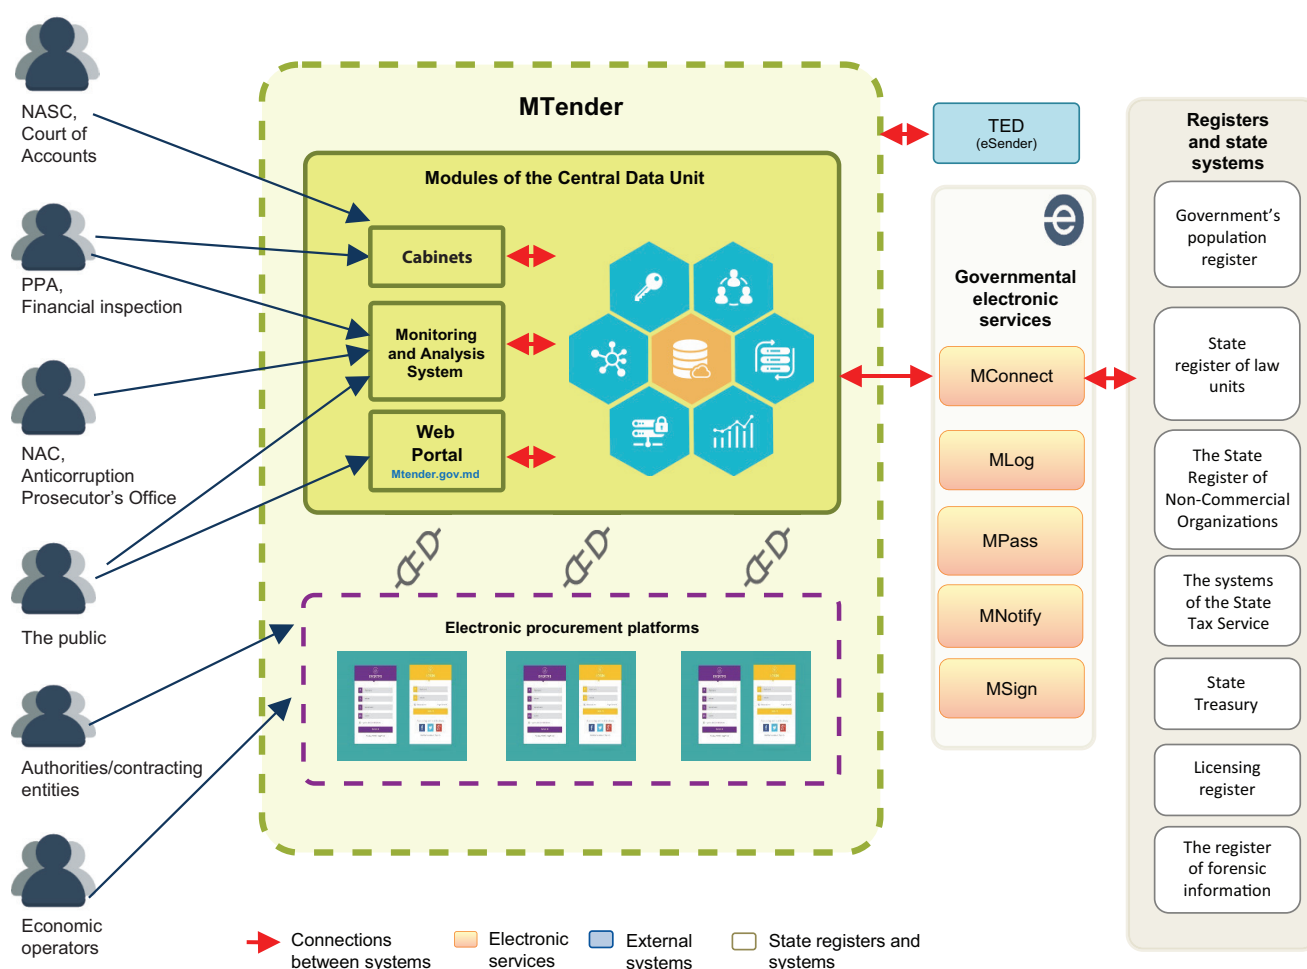 NASC,
Court of
Accounts
PPA,
Financial inspection
NAC,
Anticorruption
Prosecutor's Office
The public
Authorities/contracting
entities
Economic
operators
MTender
Modules of the Central Data Unit
Cabinets
Monitoring
and Analysis
System
Web
Portal
Mtender.gov.md
Electronic procurement platforms
TED
(eSender)
Governmental
electronic
services
MConnect
MLog
MPass
MNotify
MSign
Registers
and state
systems
Government's
population
register
State
register of law
units
The State
Register of
Non-Commercial
Organizations
The systems
of the State
Tax Service
State
Treasury
Licensing
register
The register
of forensic
information
Connections
between systems
Electronic
services
External
systems
State registers and
systems